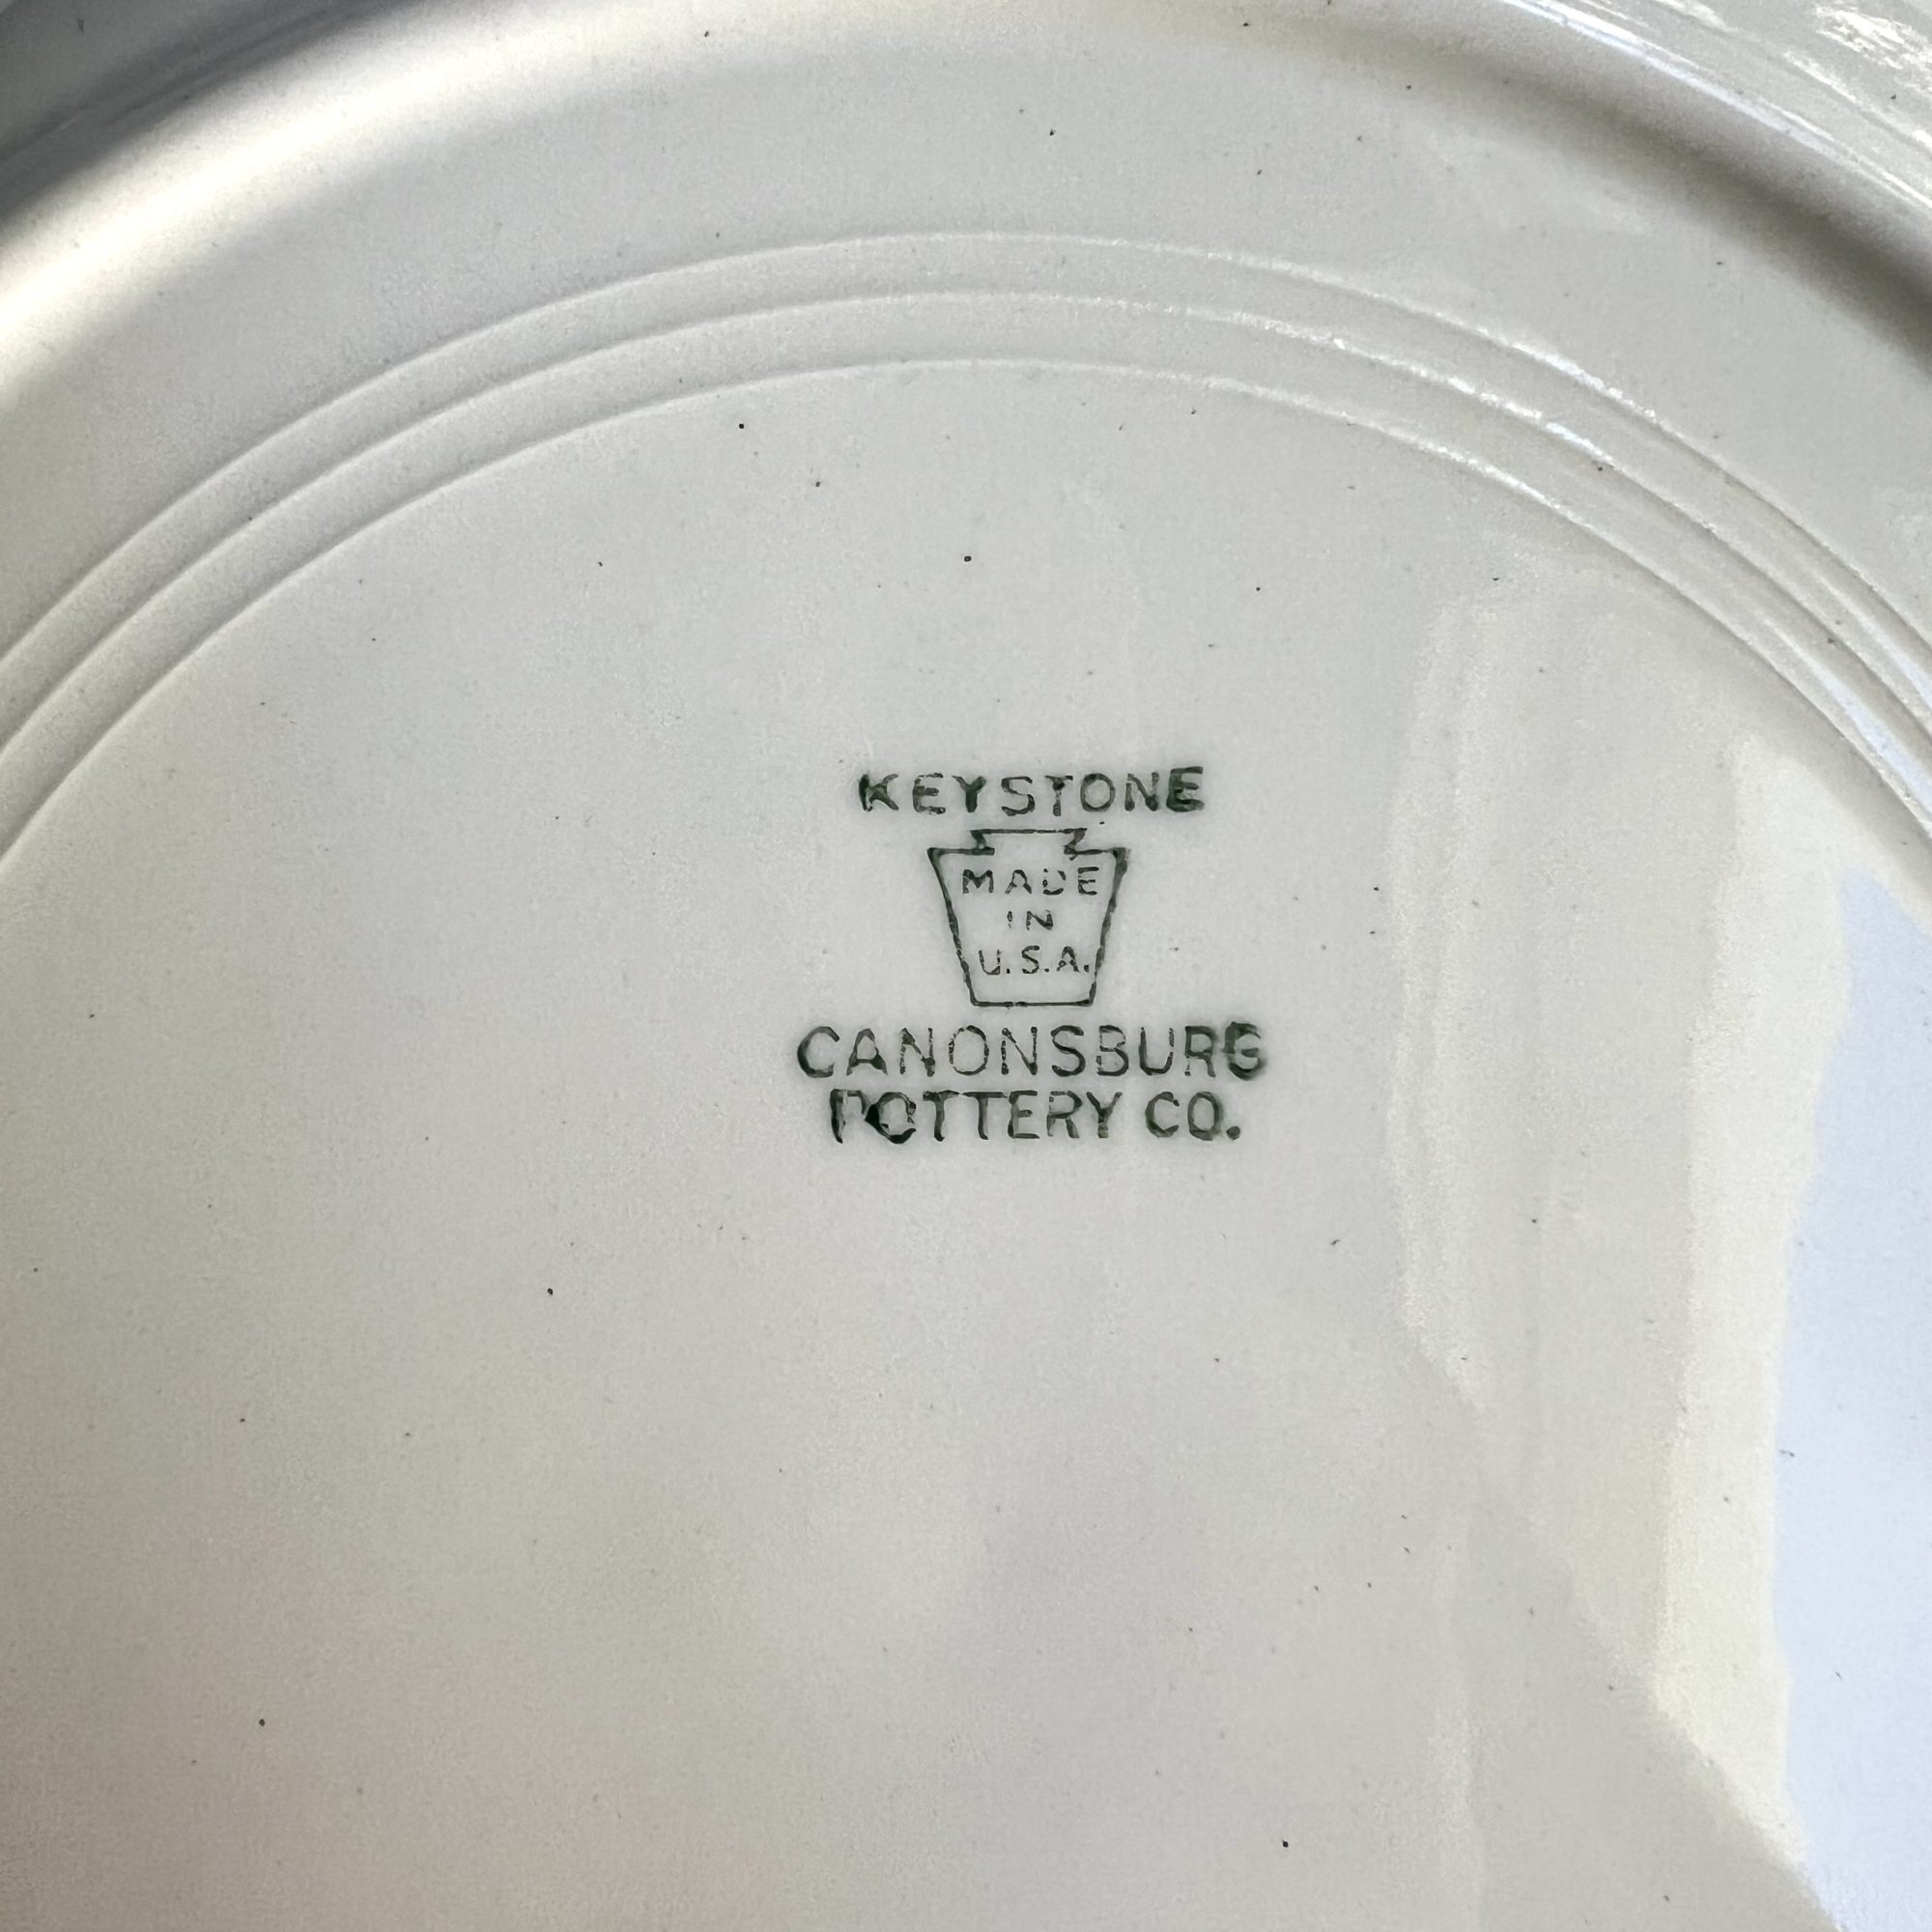 KEYSTONE
MADE
IN
U.S.A.
CANONSBURG
POTTERY CO.